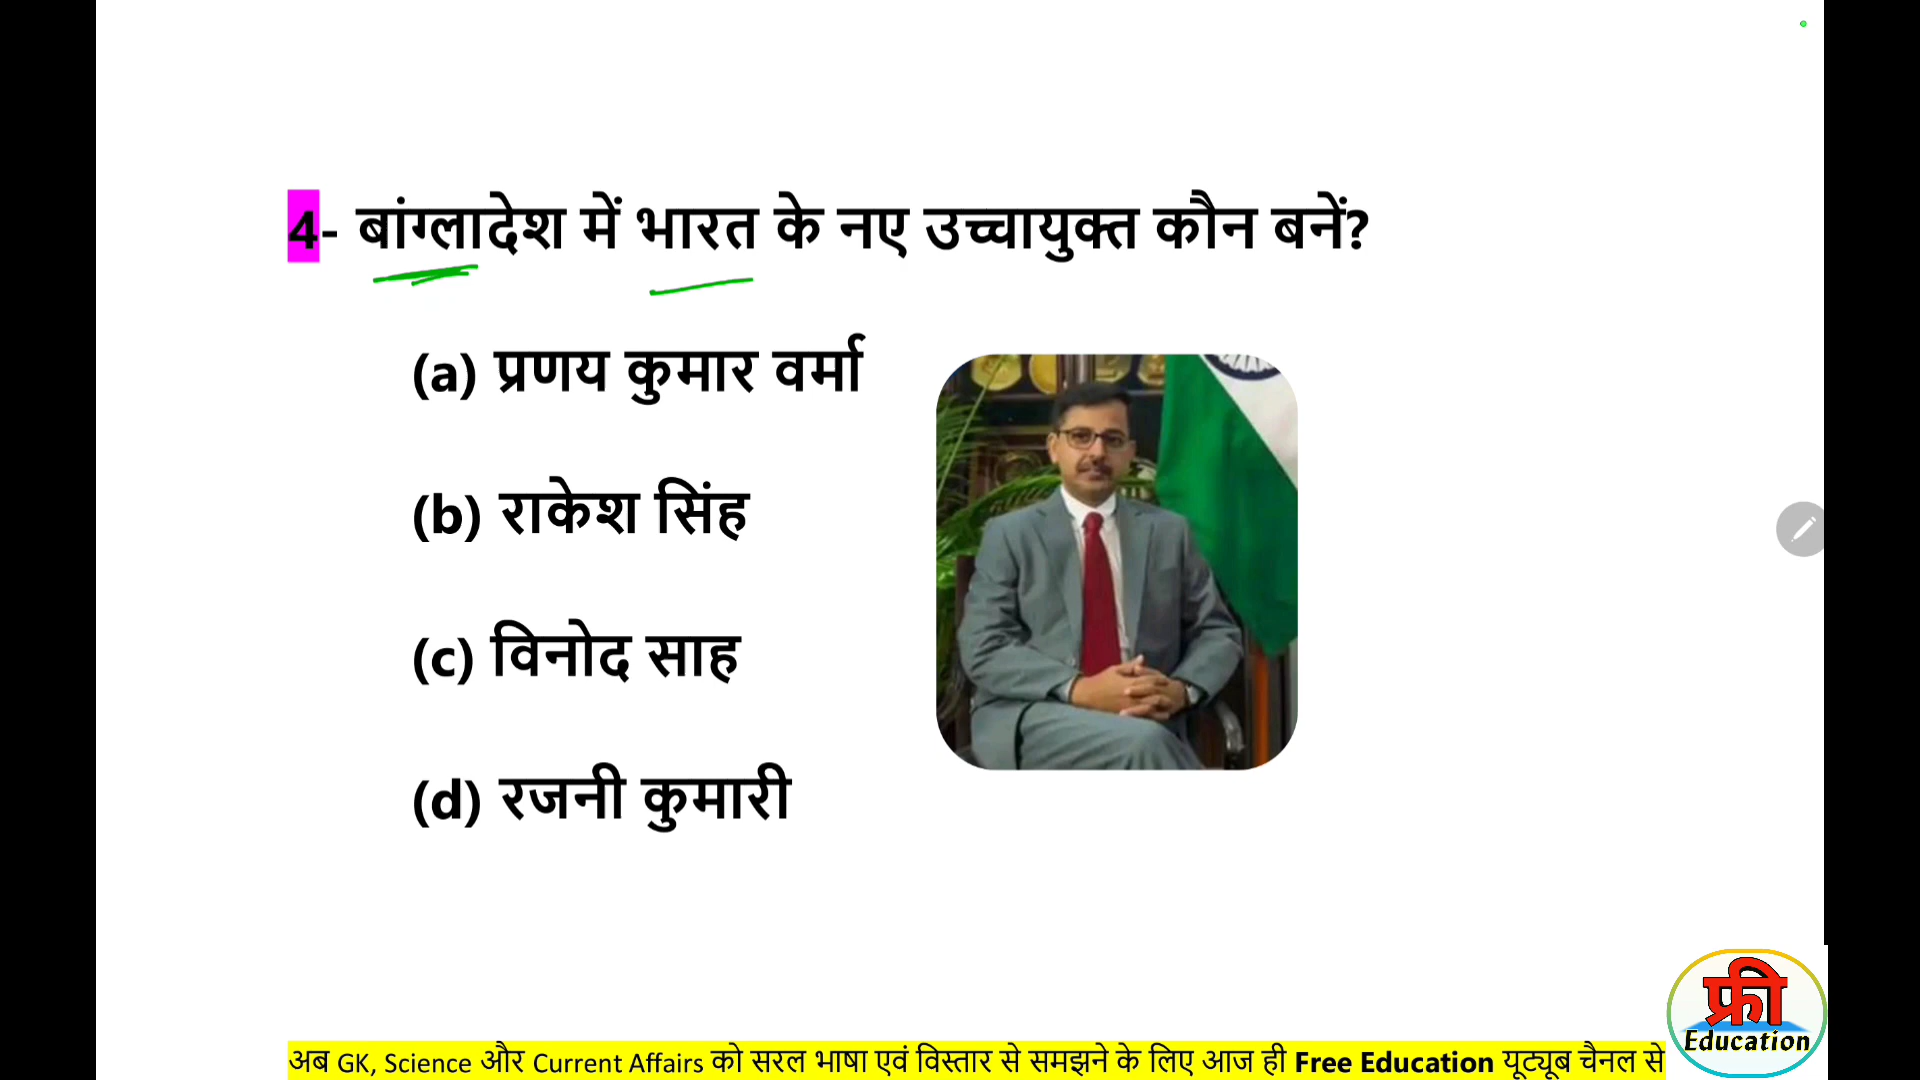 4- बांग्लादेश में भारत के नए उच्चायुक्त कौन बनें?
(a) प्रणय कुमार वर्मा
(b) राकेश सिंह
(c) विनोद साह
(d) रजनी कुमारी
फ्री
Education
अब GK, Science और Current Affairs को सरल भाषा एवं विस्तार से समझने के लिए आज ही Free Education यूट्यूब चैनल से